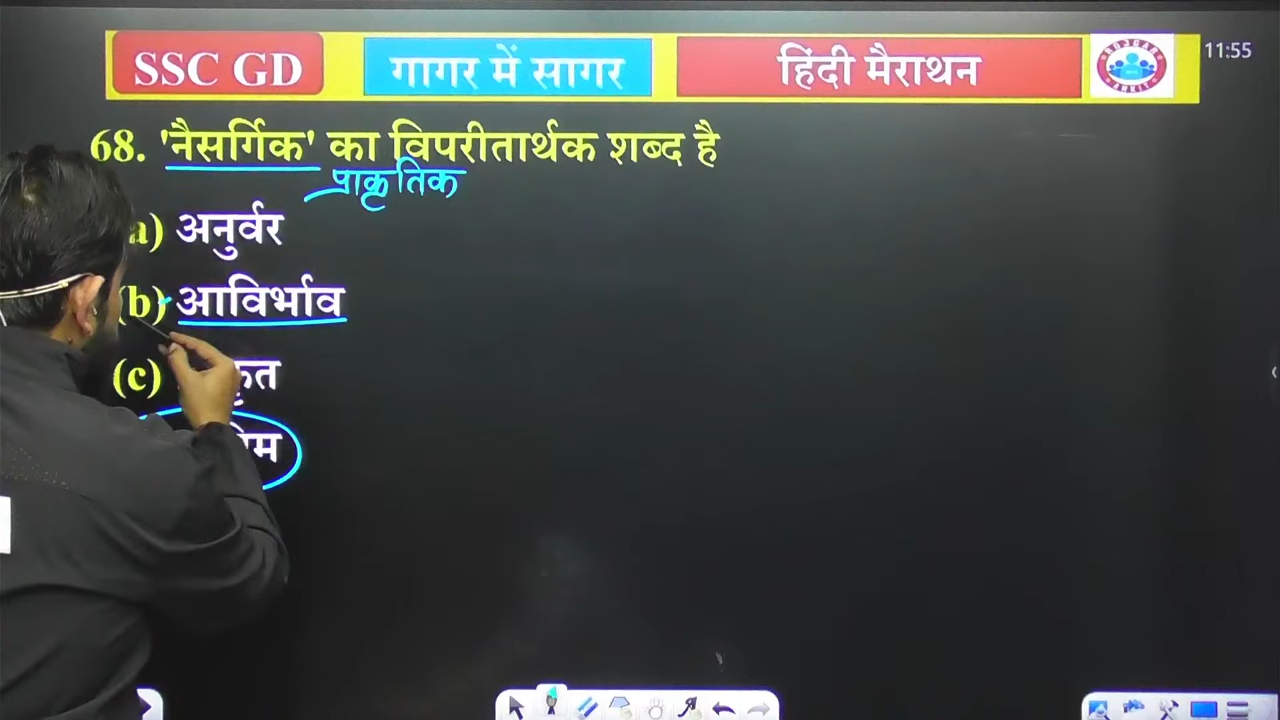 SSC GD
गागर में सागर
हिंदी मैराथन
11:55
68. 'नैसर्गिक' का विपरीतार्थक शब्द है
प्राकृतिक
a) अनुर्वर
(b) आविर्भाव
(c)